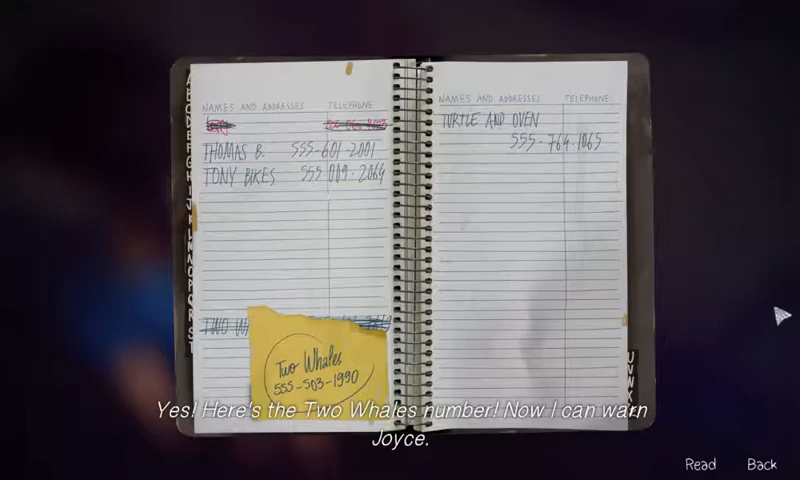 NAMES AND ADDRESSES TELEPHONE
THOMAS B. 555-601-2001
TONY BIKES 555-009-2064
TWO
Two Whales
555-503-1990
NAMES AND ADDRESSES TELEPHONE
TURTLE AND OVEN
555-764-1065
Yes! Here's the Two Whales number! Now I can warn
Joyce.
Read Back